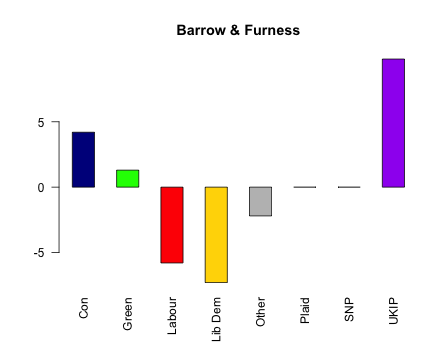 Barrow & Furness
5
0
-5
Con
Green
Labour
Lib Dem
Other
Plaid
SNP
UKIP